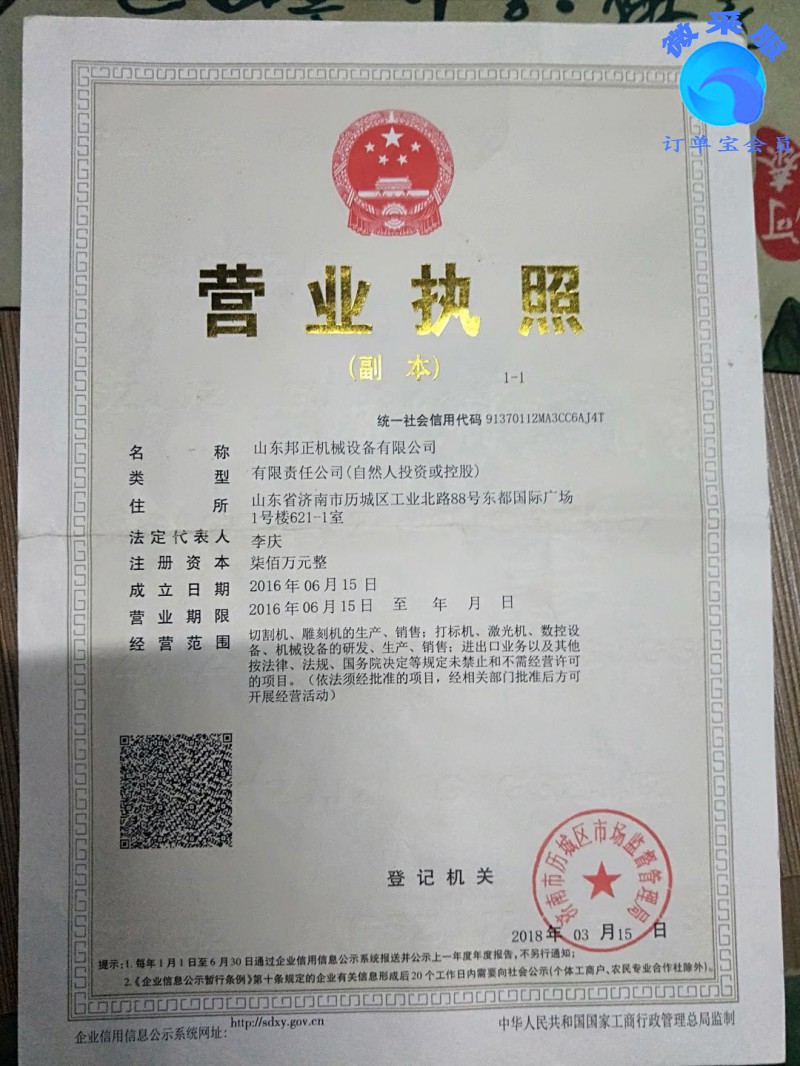 微采服
订单宝会员
营业执照
(副 本)
1-1
统一社会信用代码 91370112MA3CC6AJ4T
名称 山东邦正机械设备有限公司
类型 有限责任公司(自然人投资或控股)
住所 山东省济南市历城区工业北路88号东都国际广场
1号楼621-1室
法定代表人 李庆
注册资本 柒佰万元整
成立日期 2016年06月15日
营业期限 2016年06月15日 至 年 月 日
经营范围 切割机、雕刻机的生产、销售;打标机、激光机、数控设
备、机械设备的研发、生产、销售;进出口业务以及其他
按法律、法规、国务院决定等规定未禁止和不需经营许可
的项目。(依法须经批准的项目,经相关部门批准后方可
开展经营活动)
登记机关
济南市历城区市场监督管理局
2018年 03月15日
提示:1.每年1月1日至6月30日通过企业信用信息公示系统报送并公示上一年度年度报告,不另行通知;
2.《企业信息公示暂行条例》第十条规定的企业有关信息形成后20个工作日内需要向社会公示(个体工商户、农民专业合作社除外)。
企业信用信息公示系统网址: http://sdxy.gov.cn
中华人民共和国国家工商行政管理总局监制